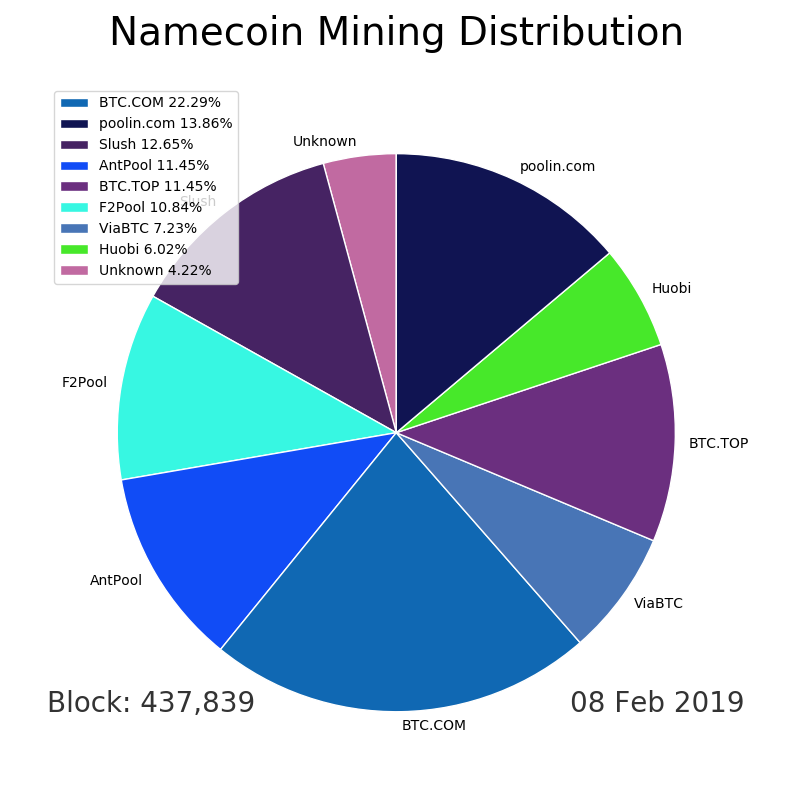 Namecoin Mining Distribution
BTC.COM 22.29%
poolin.com 13.86%
Slush 12.65%
AntPool 11.45%
BTC.TOP 11.45%
F2Pool 10.84%
ViaBTC 7.23%
Huobi 6.02%
Unknown 4.22%
Unknown
poolin.com
Slush
Huobi
F2Pool
BTC.TOP
AntPool
ViaBTC
BTC.COM
Block: 437,839
08 Feb 2019